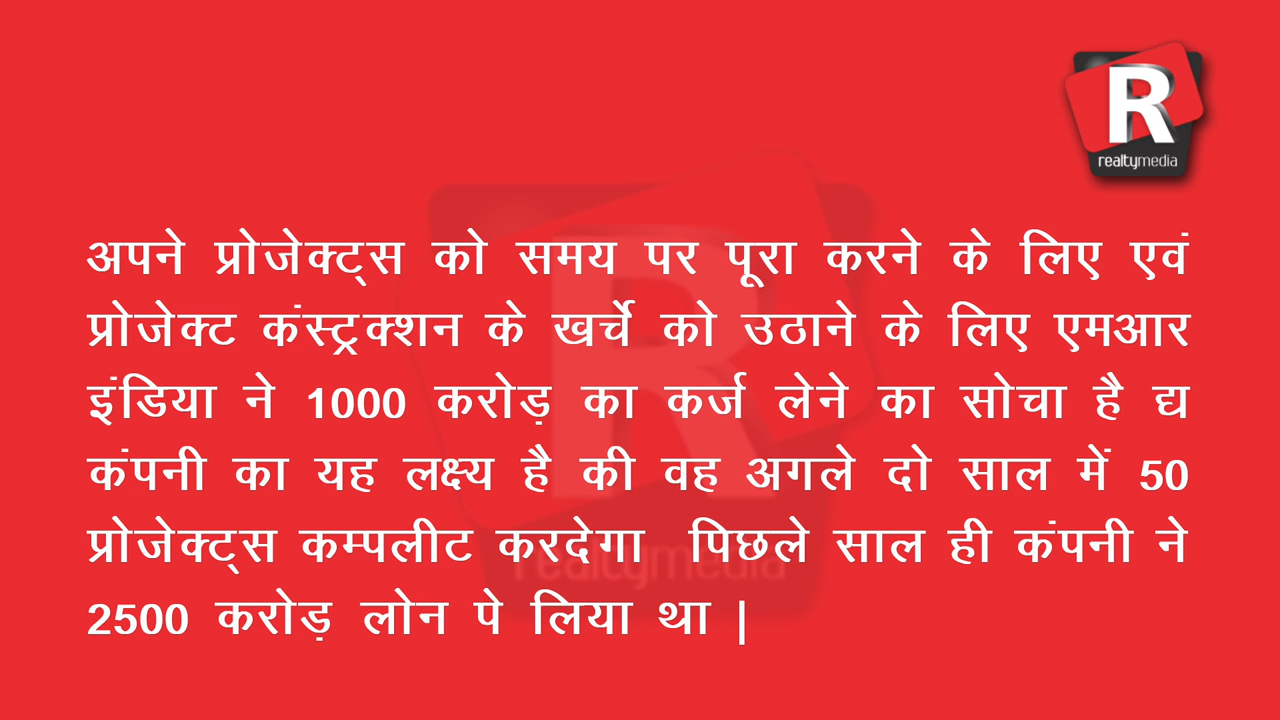 R
realtymedia
अपने प्रोजेक्ट्स को समय पर पूरा करने के लिए एवं
प्रोजेक्ट कंस्ट्रक्शन के खर्चे को उठाने के लिए एमआर
इंडिया ने 1000 करोड़ का कर्ज लेने का सोचा है द्य
कंपनी का यह लक्ष्य है की वह अगले दो साल में 50
प्रोजेक्ट्स कम्पलीट करदेगा पिछले साल ही कंपनी ने
2500 करोड़ लोन पे लिया था |
R
realtymedia